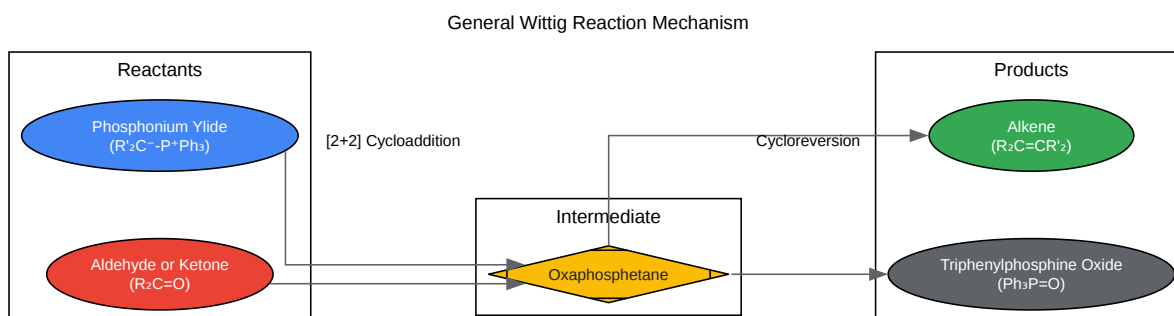 General Wittig Reaction Mechanism
Reactants
Phosphonium Ylide
(R'₂C⁻-P⁺Ph₃)
Aldehyde or Ketone
(R₂C=O)
[2+2] Cycloaddition
Intermediate
Oxaphosphetane
Cycloreversion
Products
Alkene
(R₂C=CR'₂)
Triphenylphosphine Oxide
(Ph₃P=O)